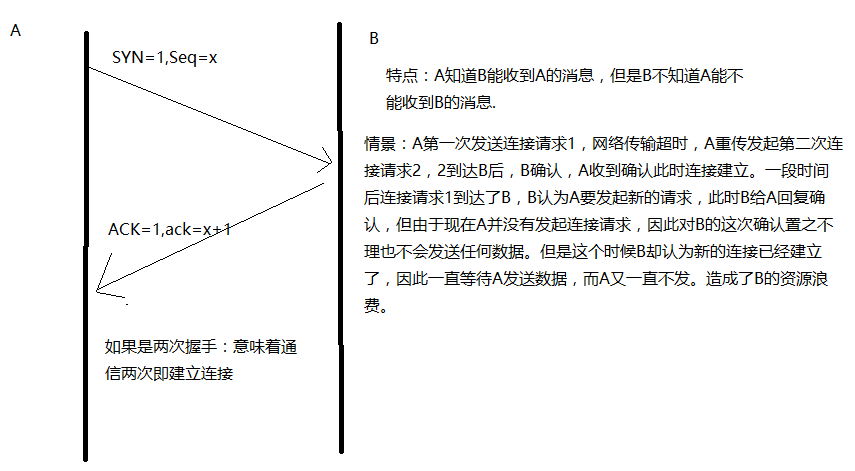 A
B
SYN=1,Seq=x
特点：A知道B能收到A的消息，但是B不知道A能不
能收到B的消息.
情景：A第一次发送连接请求1，网络传输超时，A重传发起第二次连
接请求2，2到达B后，B确认，A收到确认此时连接建立。一段时间
后连接请求1到达了B，B认为A要发起新的请求，此时B给A回复确
认，但由于现在A并没有发起连接请求，因此对B的这次确认置之不
理也不会发送任何数据。但是这个时候B却认为新的连接已经建立
了，因此一直等待A发送数据，而A又一直不发。造成了B的资源浪
费。
ACK=1,ack=x+1
如果是两次握手：意味着通
信两次即建立连接